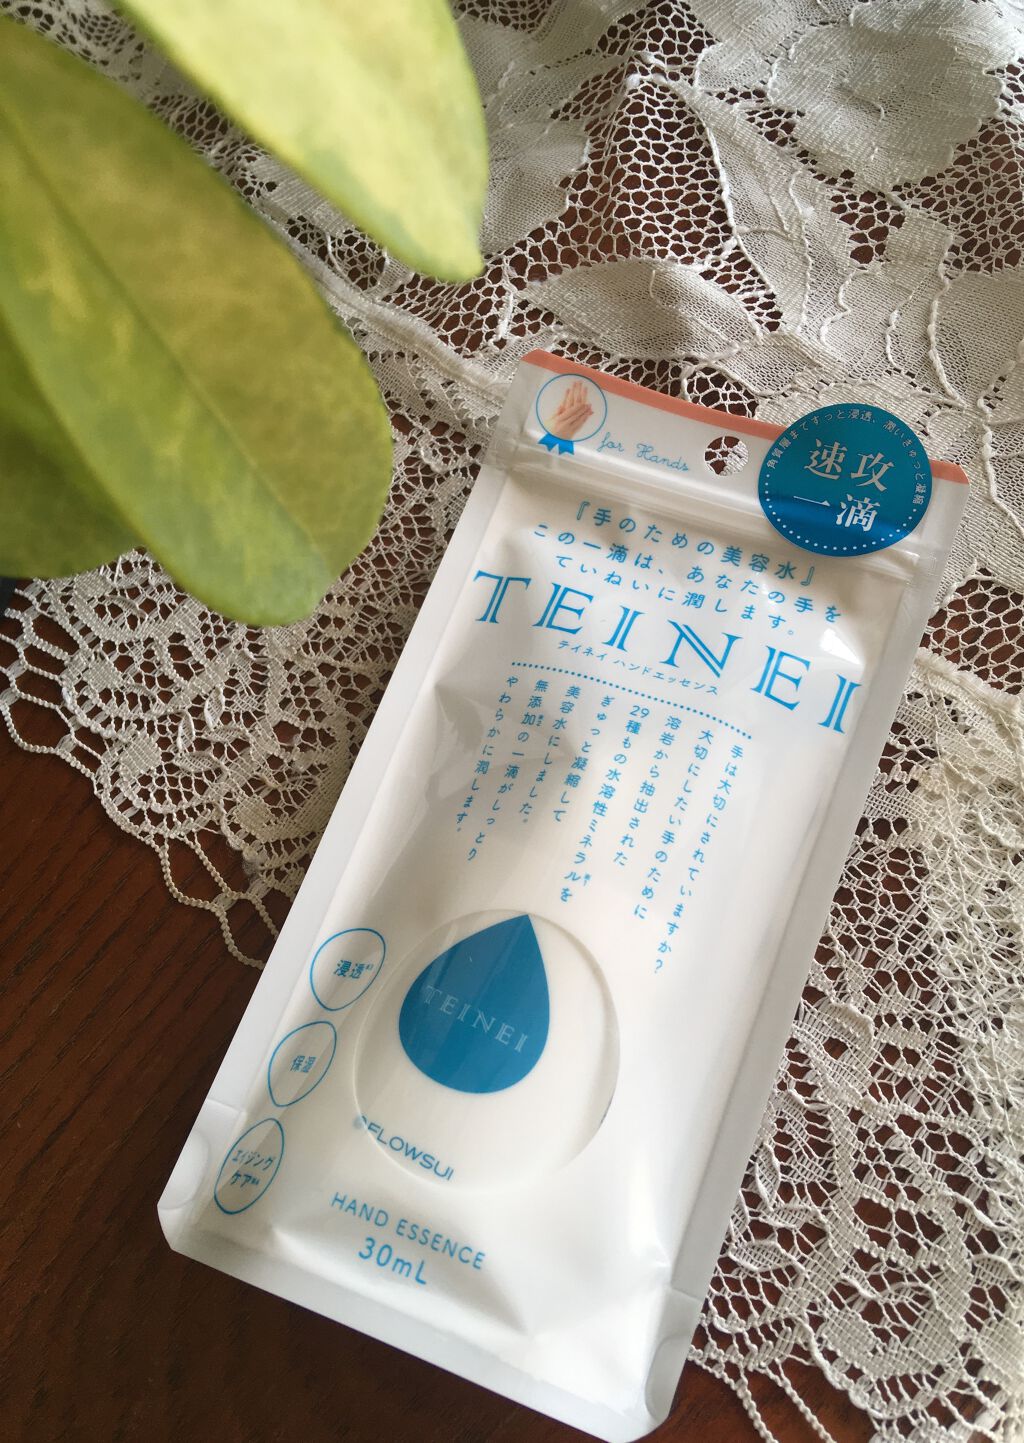 for Hands
角質層まですっと浸透、潤いぎゅっと凝縮
速攻
一滴
『手のための美容水』
この一滴は、あなたの手を
ていねいに潤します。
TEINEI
テイネイ ハンドエッセンス
手は大切にされていますか?
大切にしたい手のために
溶岩から抽出された
29種もの水溶性ミネラルを
ぎゅっと凝縮して
美容水にしました。
無添加の一滴がしっとり
やわらかに潤します。
浸透
保湿
エイジング
ケア
TEINEI
FLOWSUI
HAND ESSENCE
30mL